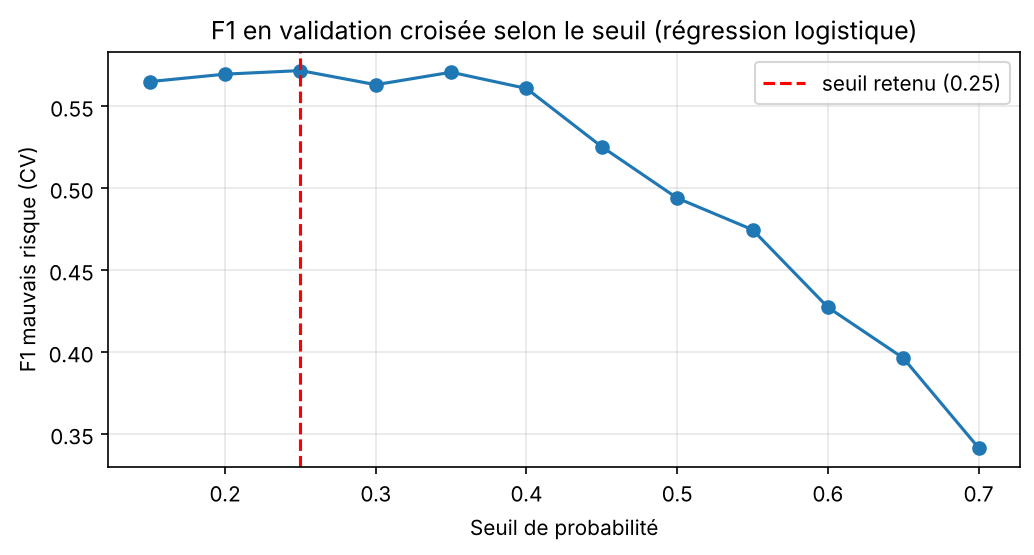 F1 en validation croisée selon le seuil (régression logistique)
seuil retenu (0.25)
F1 mauvais risque (CV)
0.55
0.50
0.45
0.40
0.35
0.2 0.3 0.4 0.5 0.6 0.7
Seuil de probabilité